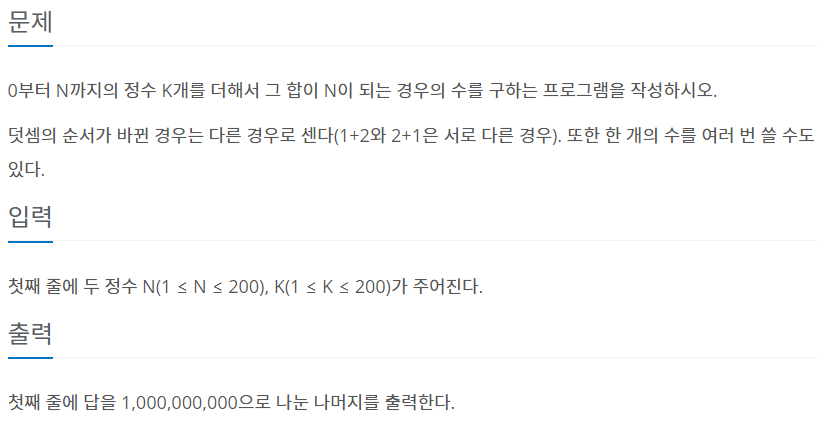 문제
0부터 N까지의 정수 K개를 더해서 그 합이 N이 되는 경우의 수를 구하는 프로그램을 작성하시오.
덧셈의 순서가 바뀐 경우는 다른 경우로 센다(1+2와 2+1은 서로 다른 경우). 또한 한 개의 수를 여러 번 쓸 수도
있다.
입력
첫째 줄에 두 정수 N(1 ≤ N ≤ 200), K(1 ≤ K ≤ 200)가 주어진다.
출력
첫째 줄에 답을 1,000,000,000으로 나눈 나머지를 출력한다.